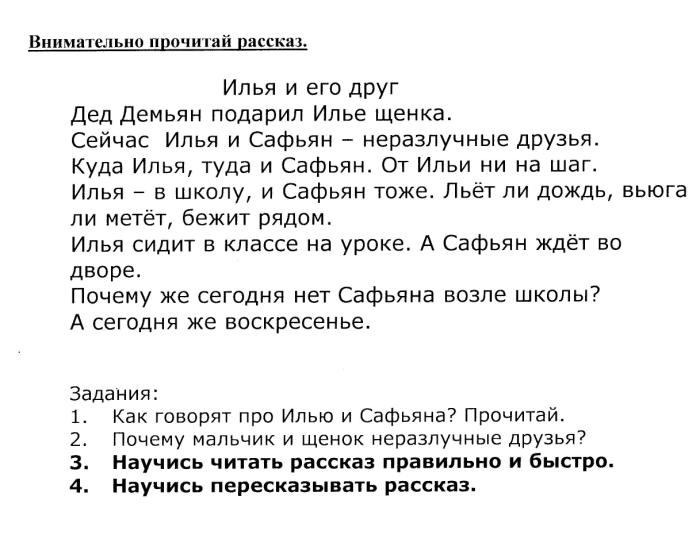 Внимательно прочитай рассказ.
Илья и его друг
Дед Демьян подарил Илье щенка.
Сейчас Илья и Сафьян – неразлучные друзья.
Куда Илья, туда и Сафьян. От Ильи ни на шаг.
Илья – в школу, и Сафьян тоже. Льёт ли дождь, вьюга
ли метёт, бежит рядом.
Илья сидит в классе на уроке. А Сафьян ждёт во
дворе.
Почему же сегодня нет Сафьяна возле школы?
А сегодня же воскресенье.
Задания:
1. Как говорят про Илью и Сафьяна? Прочитай.
2. Почему мальчик и щенок неразлучные друзья?
3. Научись читать рассказ правильно и быстро.
4. Научись пересказывать рассказ.